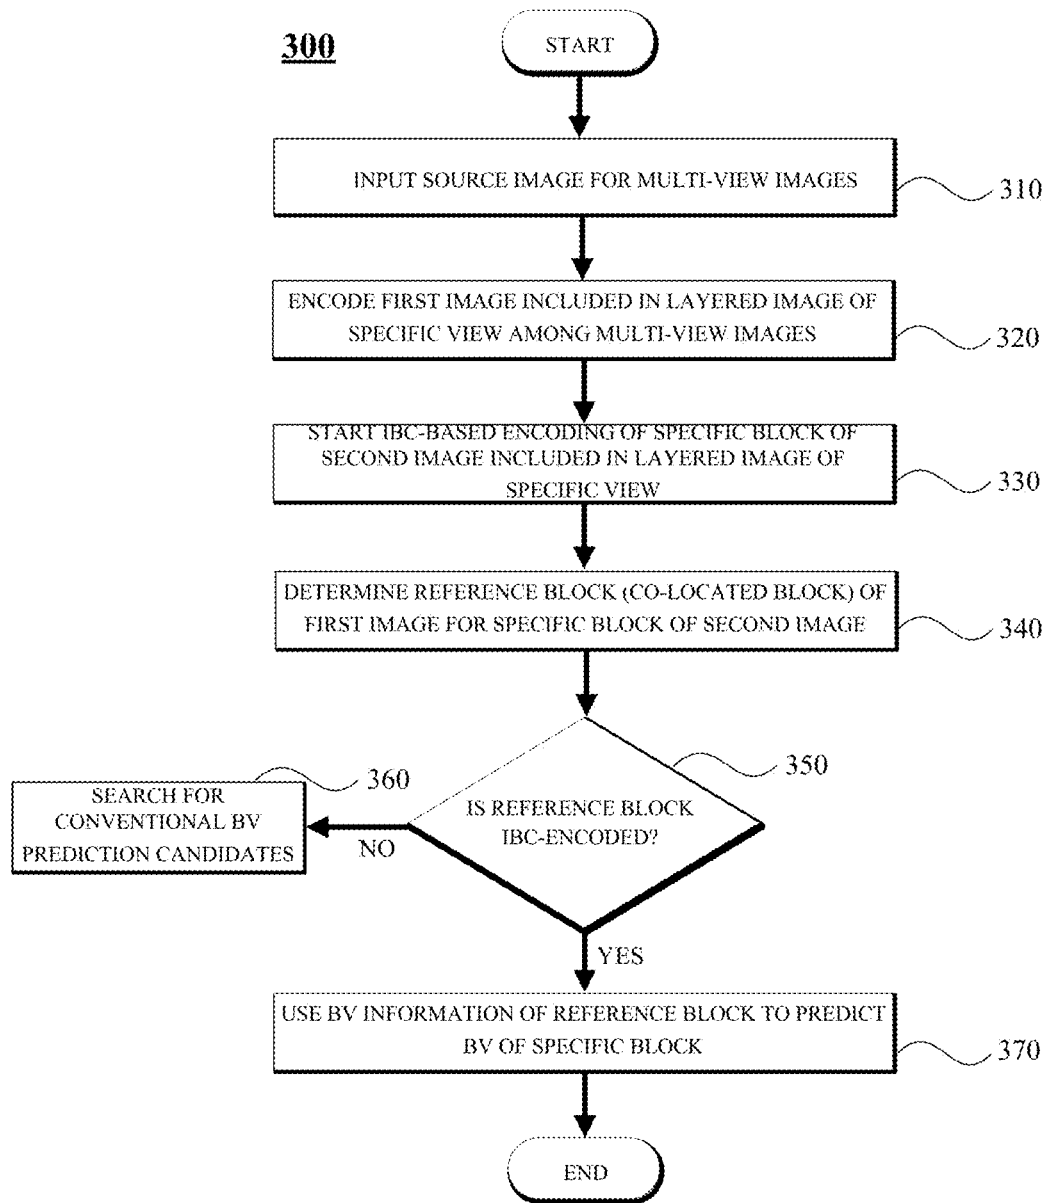 300
START
INPUT SOURCE IMAGE FOR MULTI-VIEW IMAGES
310
ENCODE FIRST IMAGE INCLUDED IN LAYERED IMAGE OF
SPECIFIC VIEW AMONG MULTI-VIEW IMAGES
320
START IBC-BASED ENCODING OF SPECIFIC BLOCK OF
SECOND IMAGE INCLUDED IN LAYERED IMAGE OF
SPECIFIC VIEW
330
DETERMINE REFERENCE BLOCK (CO-LOCATED BLOCK) OF
FIRST IMAGE FOR SPECIFIC BLOCK OF SECOND IMAGE
340
350
IS REFERENCE BLOCK
IBC-ENCODED?
360
SEARCH FOR
CONVENTIONAL BV
PREDICTION CANDIDATES
NO
YES
USE BV INFORMATION OF REFERENCE BLOCK TO PREDICT
BV OF SPECIFIC BLOCK
370
END